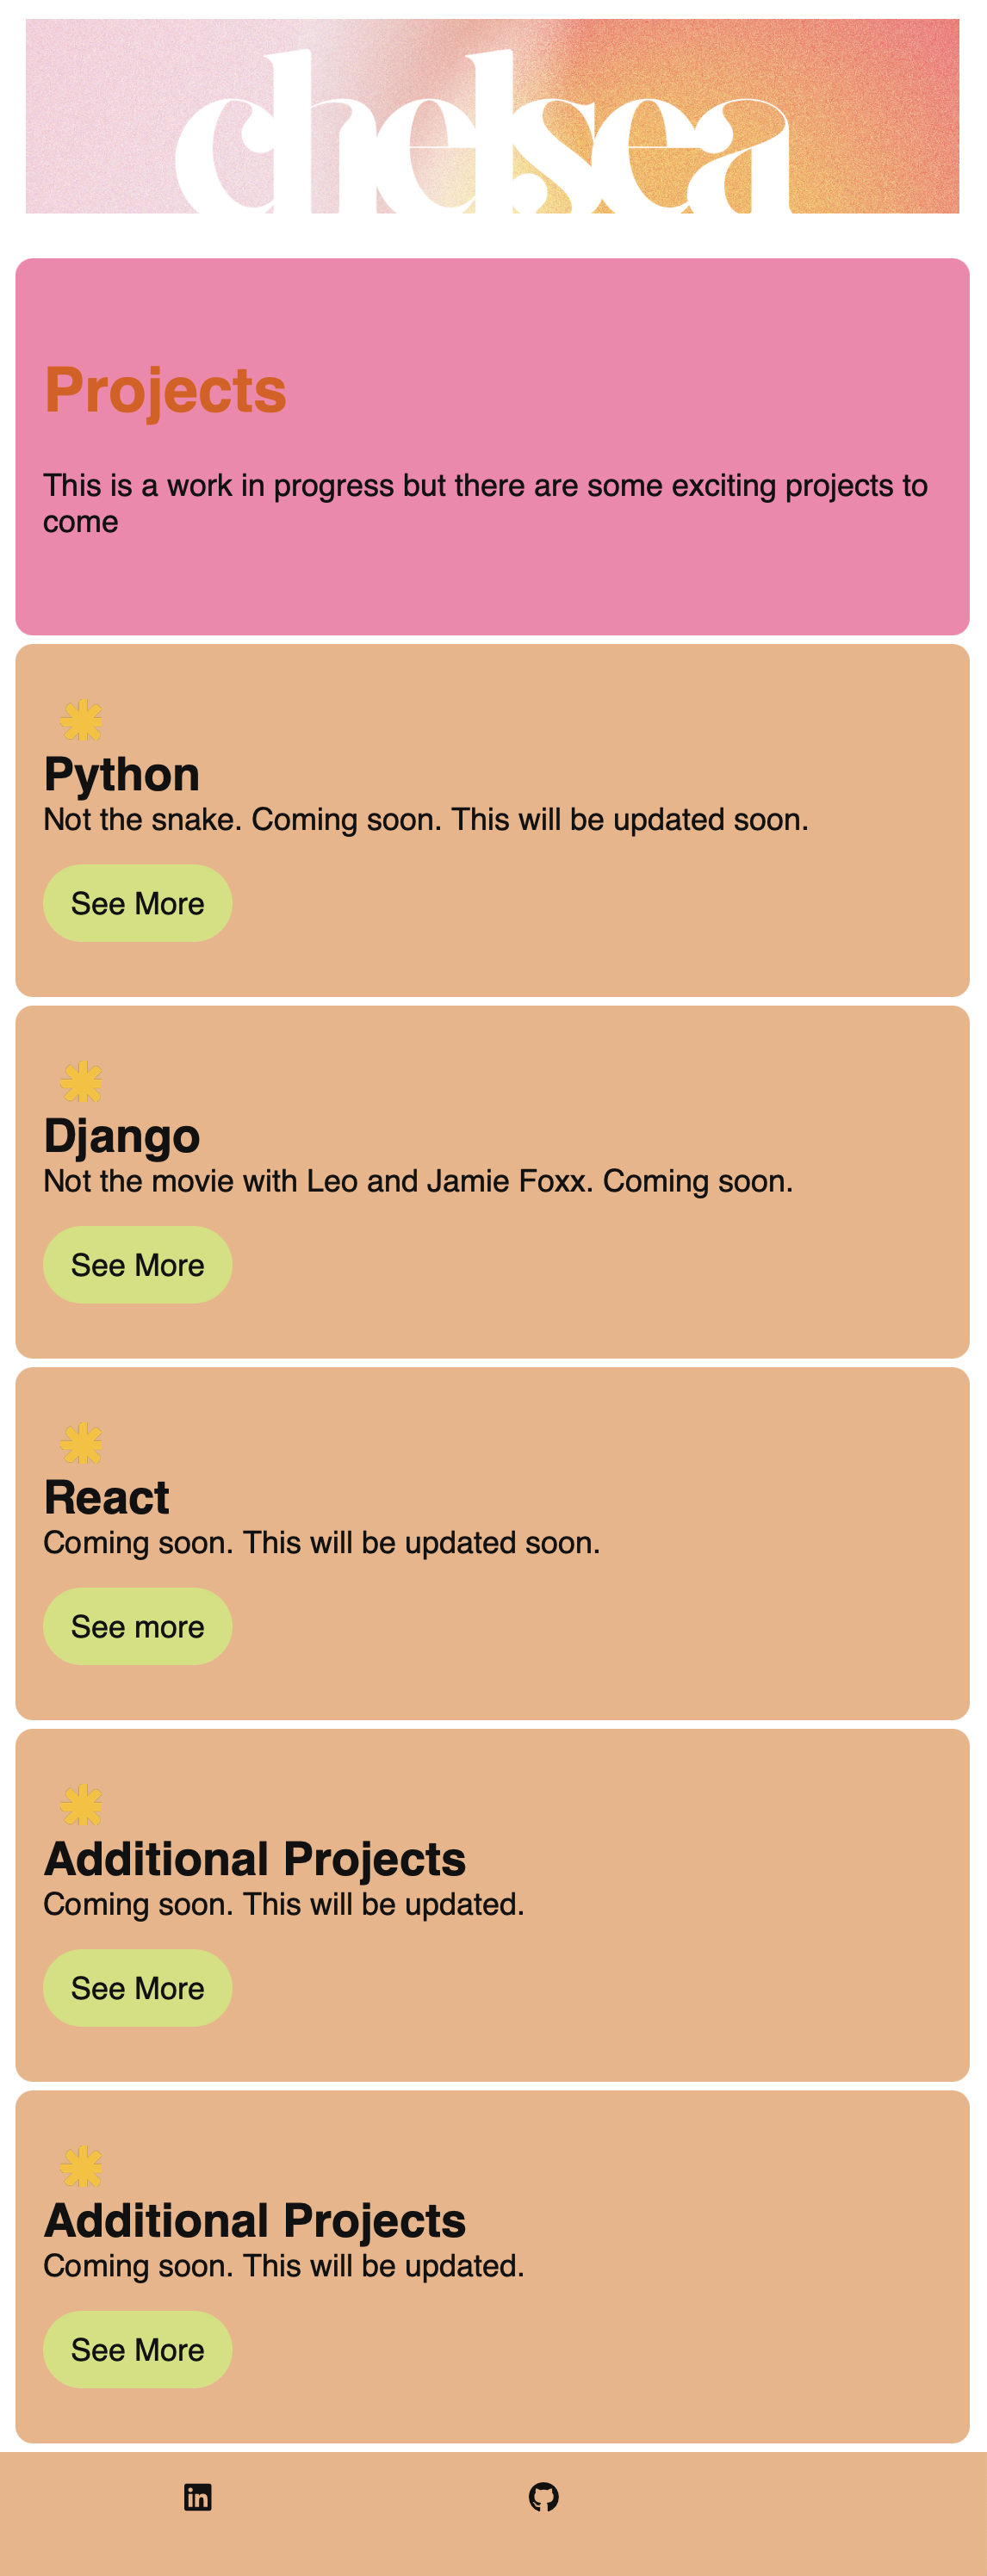 chelsea
Projects
This is a work in progress but there are some exciting projects to
come
Python
Not the snake. Coming soon. This will be updated soon.
See More
Django
Not the movie with Leo and Jamie Foxx. Coming soon.
See More
React
Coming soon. This will be updated soon.
See more
Additional Projects
Coming soon. This will be updated.
See More
Additional Projects
Coming soon. This will be updated.
See More
in